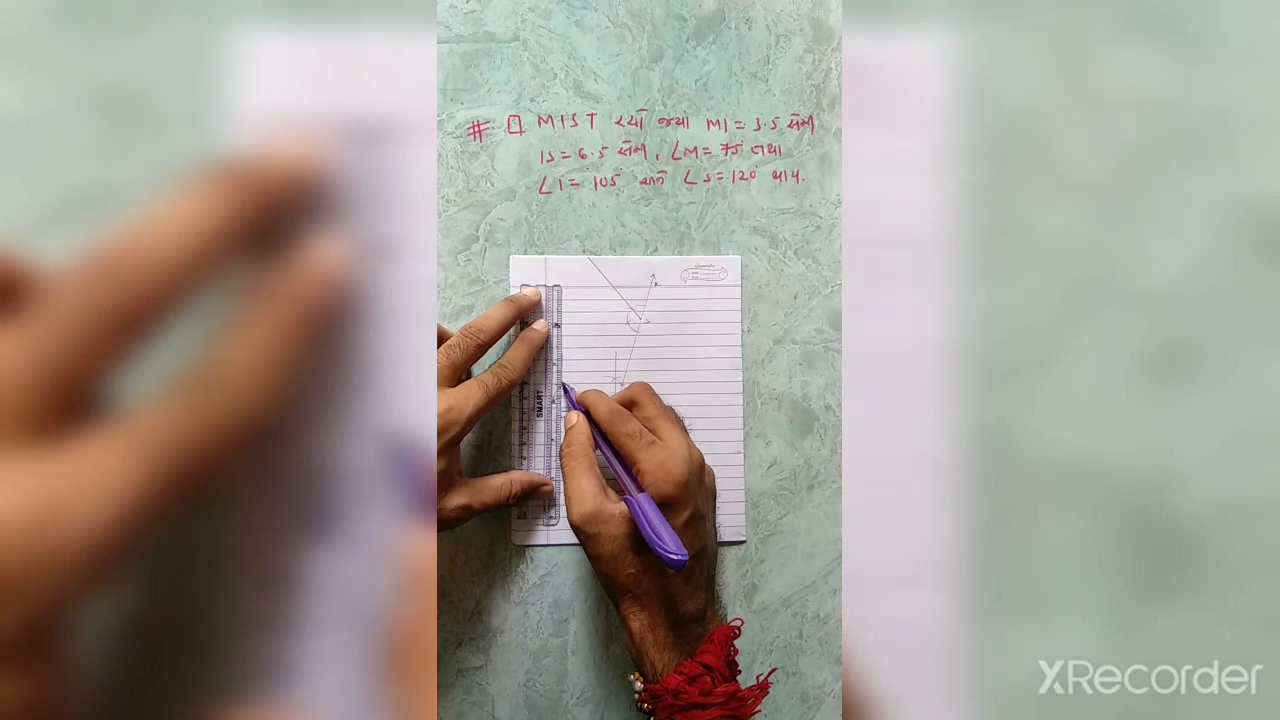 # □ MIST રચો જ્યાં MI = 3.5 સેમી
IS = 6.5 સેમી, ∠M = 75° તથા
∠I = 105° અને ∠S = 120° થાય.
x
SMART
XRecorder